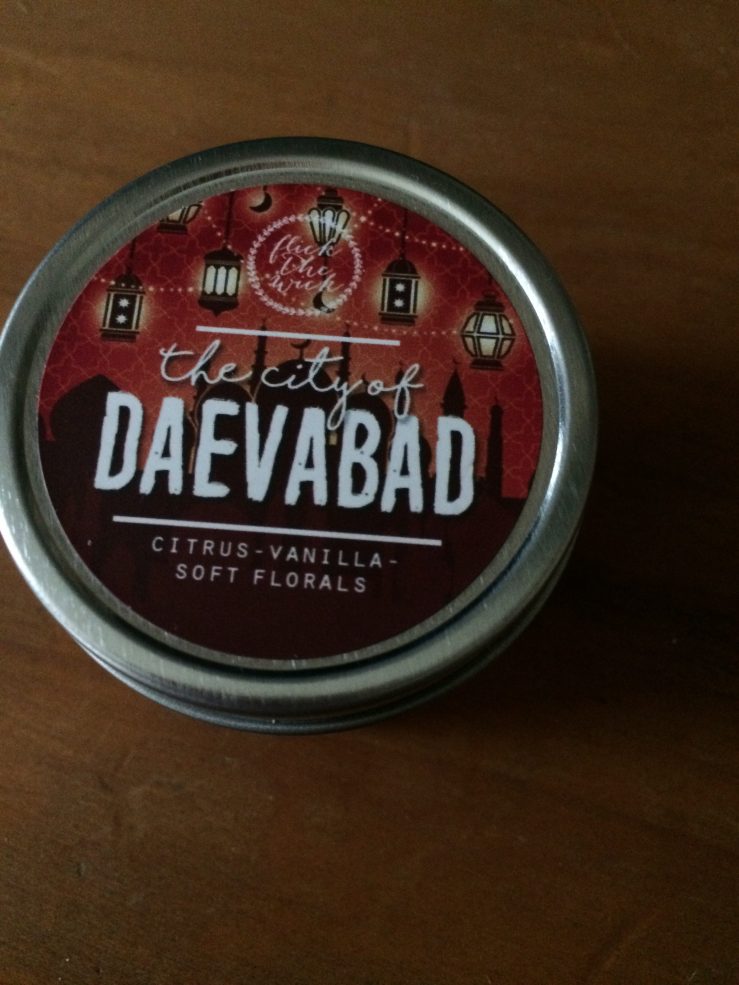 flick
the
wick
the city of
DAEVABAD
CITRUS-VANILLA-
SOFT FLORALS